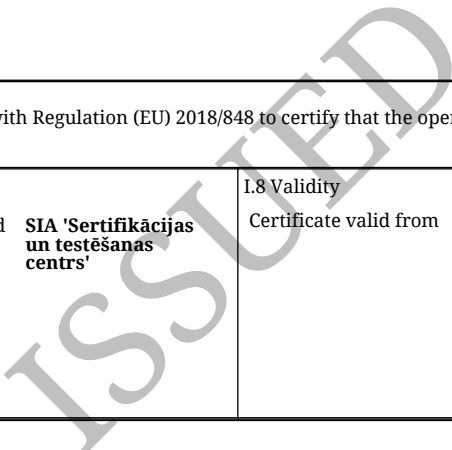 with Regulation (EU) 2018/848 to certify that the
SIA 'Sertifikācijas
un testēšanas
centrs'
I.8 Validity
Certificate valid from
ISSUED